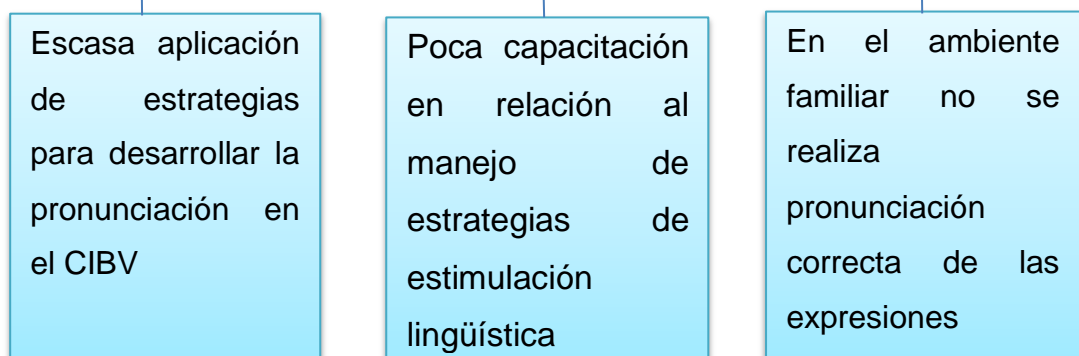 Escasa aplicación
de estrategias
para desarrollar la
pronunciación en
el CIBV
Poca capacitación
en relación al
manejo de
estrategias de
estimulación
lingüística
En el ambiente
familiar no se
realiza
pronunciación
correcta de las
expresiones